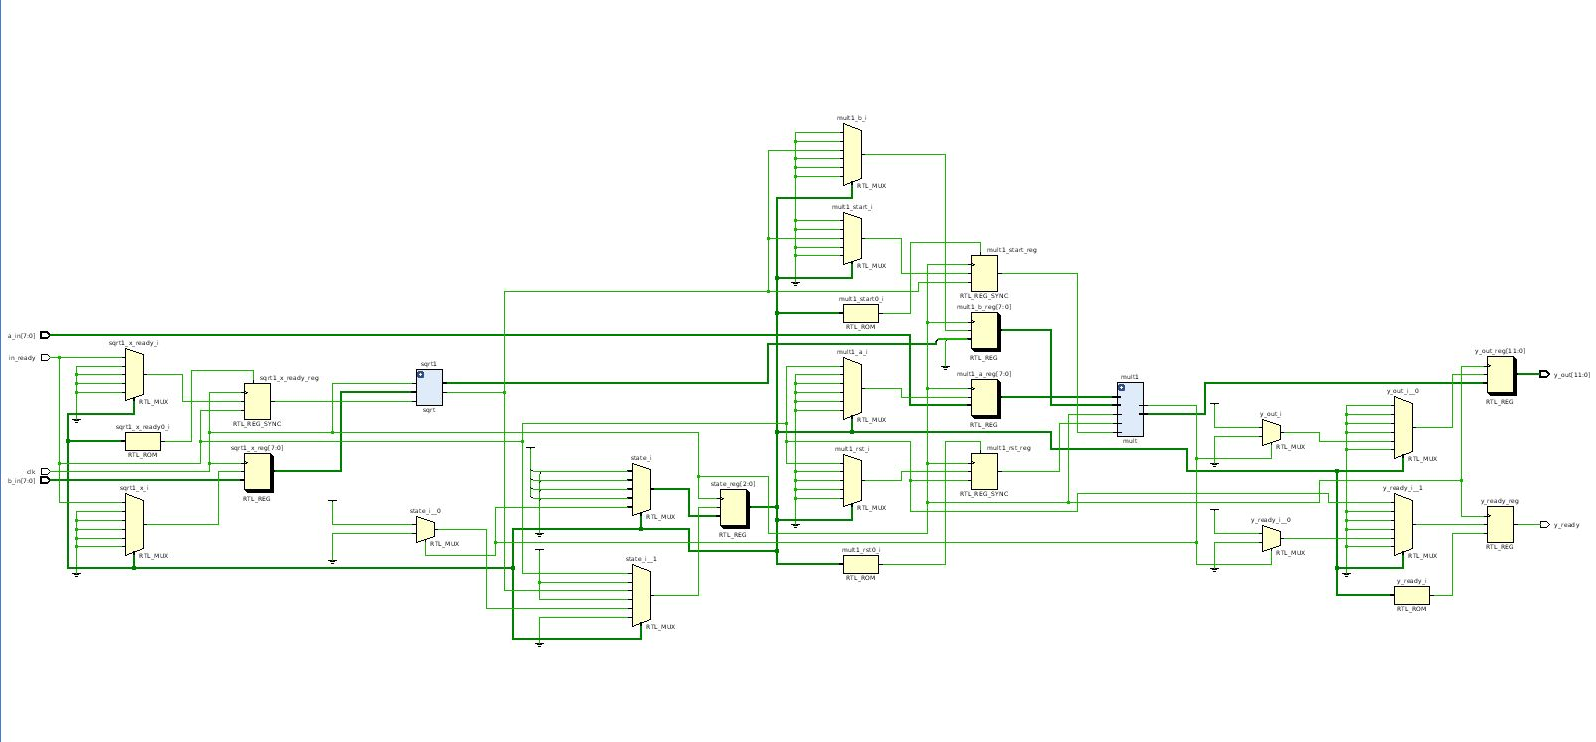 mult1_b_i
RTL_MUX
mult1_start_i
RTL_MUX
mult1_start_reg
RTL_REG_SYNC
mult1_start0_i
RTL_ROM
mult1_b_reg[7:0]
RTL_REG
a_in[7:0]
in_ready
sqrt1_x_ready_i
RTL_MUX
sqrt1_x_ready_reg
RTL_REG_SYNC
sqrt1
sqrt
mult1_a_i
RTL_MUX
mult1_a_reg[7:0]
RTL_REG
mult1
mult
y_out_reg[11:0]
RTL_REG
y_out[11:0]
y_out_i
RTL_MUX
y_out_i__0
RTL_MUX
sqrt1_x_ready0_i
RTL_ROM
sqrt1_x_reg[7:0]
RTL_REG
clk
b_in[7:0]
sqrt1_x_i
RTL_MUX
state_i__0
RTL_MUX
state_i
RTL_MUX
state_reg[2:0]
RTL_REG
mult1_rst_i
RTL_MUX
mult1_rst_reg
RTL_REG_SYNC
y_ready_i__0
RTL_MUX
y_ready_i__1
RTL_MUX
y_ready_reg
RTL_REG
y_ready
state_i__1
RTL_MUX
mult1_rst0_i
RTL_ROM
y_ready_i
RTL_ROM